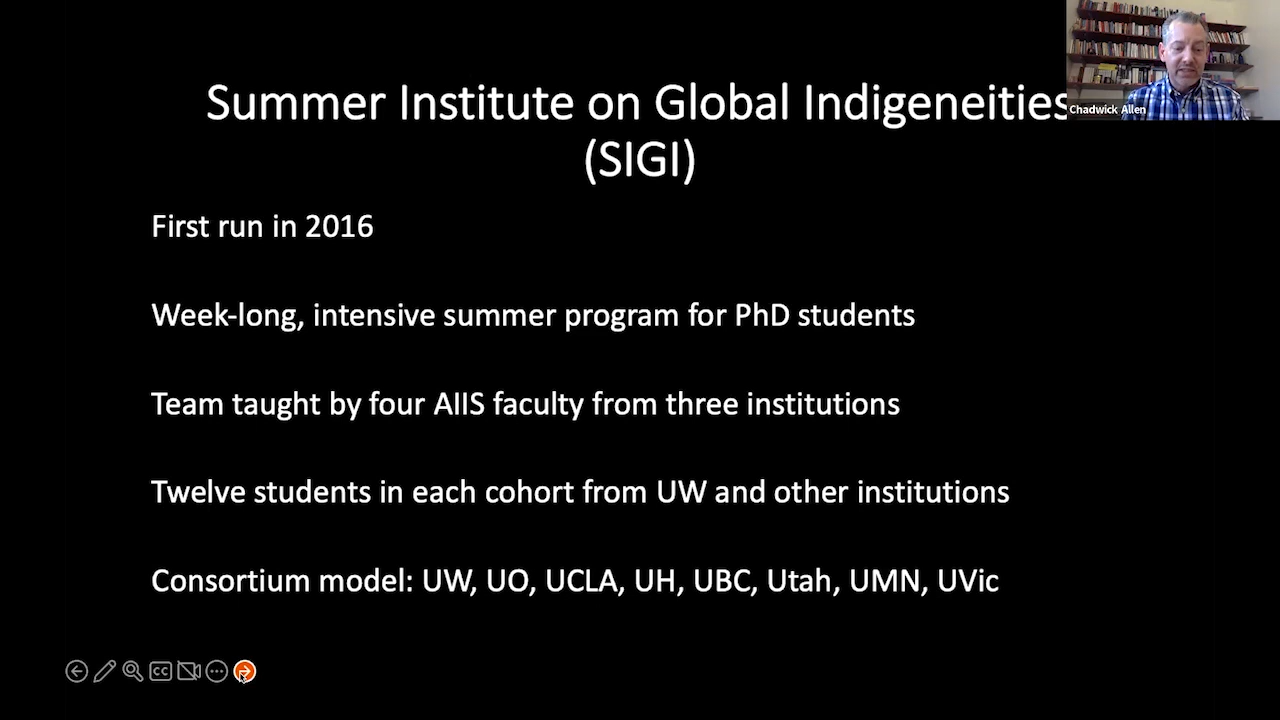 Summer Institute on Global Indigeneities
(SIGI)
Chadwick Allen
First run in 2016
Week-long, intensive summer program for PhD students
Team taught by four AIIS faculty from three institutions
Twelve students in each cohort from UW and other institutions
Consortium model: UW, UO, UCLA, UH, UBC, Utah, UMN, UVic
CC